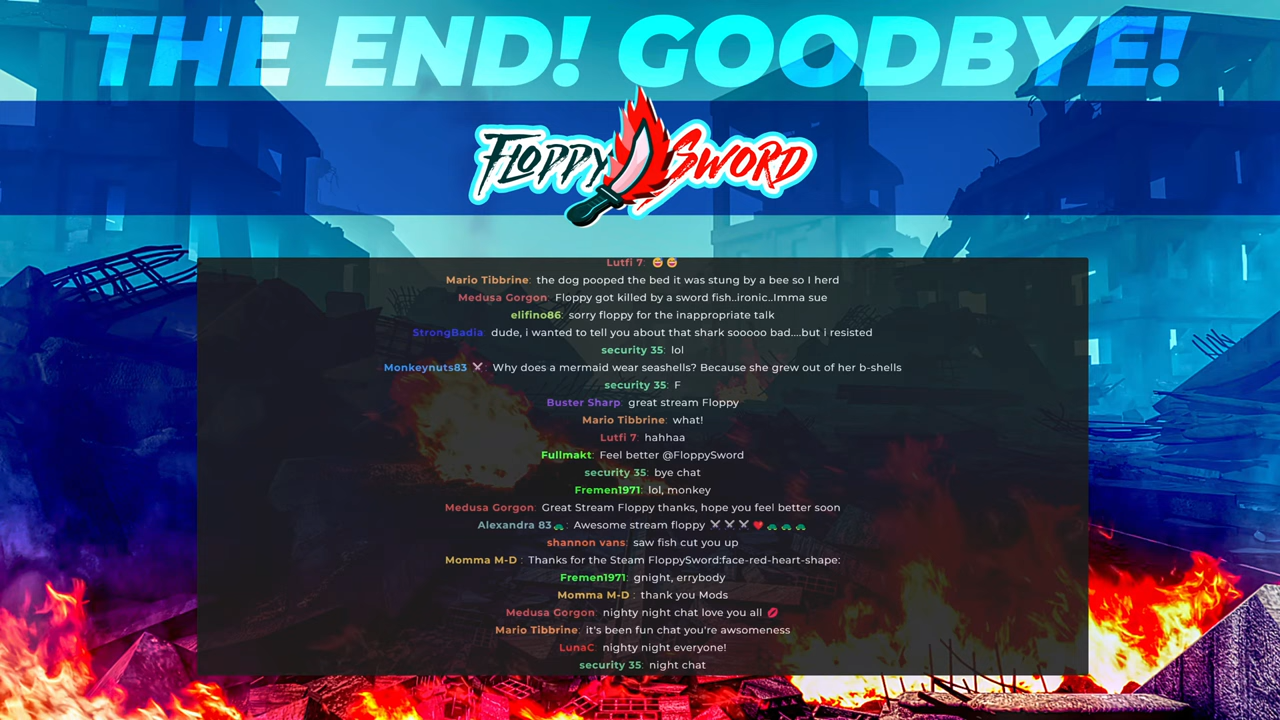 THE END! GOODBYE!
FLOPPY SWORD
Lutfi 7: 😅 😅
Mario Tibbrine: the dog pooped the bed it was stung by a bee so I herd
Medusa Gorgon: Floppy got killed by a sword fish..ironic..Imma sue
elifino86: sorry floppy for the inappropriate talk
StrongBadia: dude, i wanted to tell you about that shark sooooo bad....but i resisted
security 35: lol
Monkeynuts83 ⚔: Why does a mermaid wear seashells? Because she grew out of her b-shells
security 35: F
Buster Sharp: great stream Floppy
Mario Tibbrine: what!
Lutfi 7: hahhaa
Fullmakt: Feel better @FloppySword
security 35: bye chat
Fremen1971: lol, monkey
Medusa Gorgon: Great Stream Floppy thanks, hope you feel better soon
Alexandra 83🐢: Awesome stream floppy ⚔ ⚔ ⚔ ❤ 🐢 🐢 🐢
shannon vans: saw fish cut you up
Momma M-D : Thanks for the Steam FloppySword:face-red-heart-shape:
Fremen1971: gnight, errybody
Momma M-D : thank you Mods
Medusa Gorgon: nighty night chat love you all 💋
Mario Tibbrine: it's been fun chat you're awsomeness
LunaC: nighty night everyone!
security 35: night chat